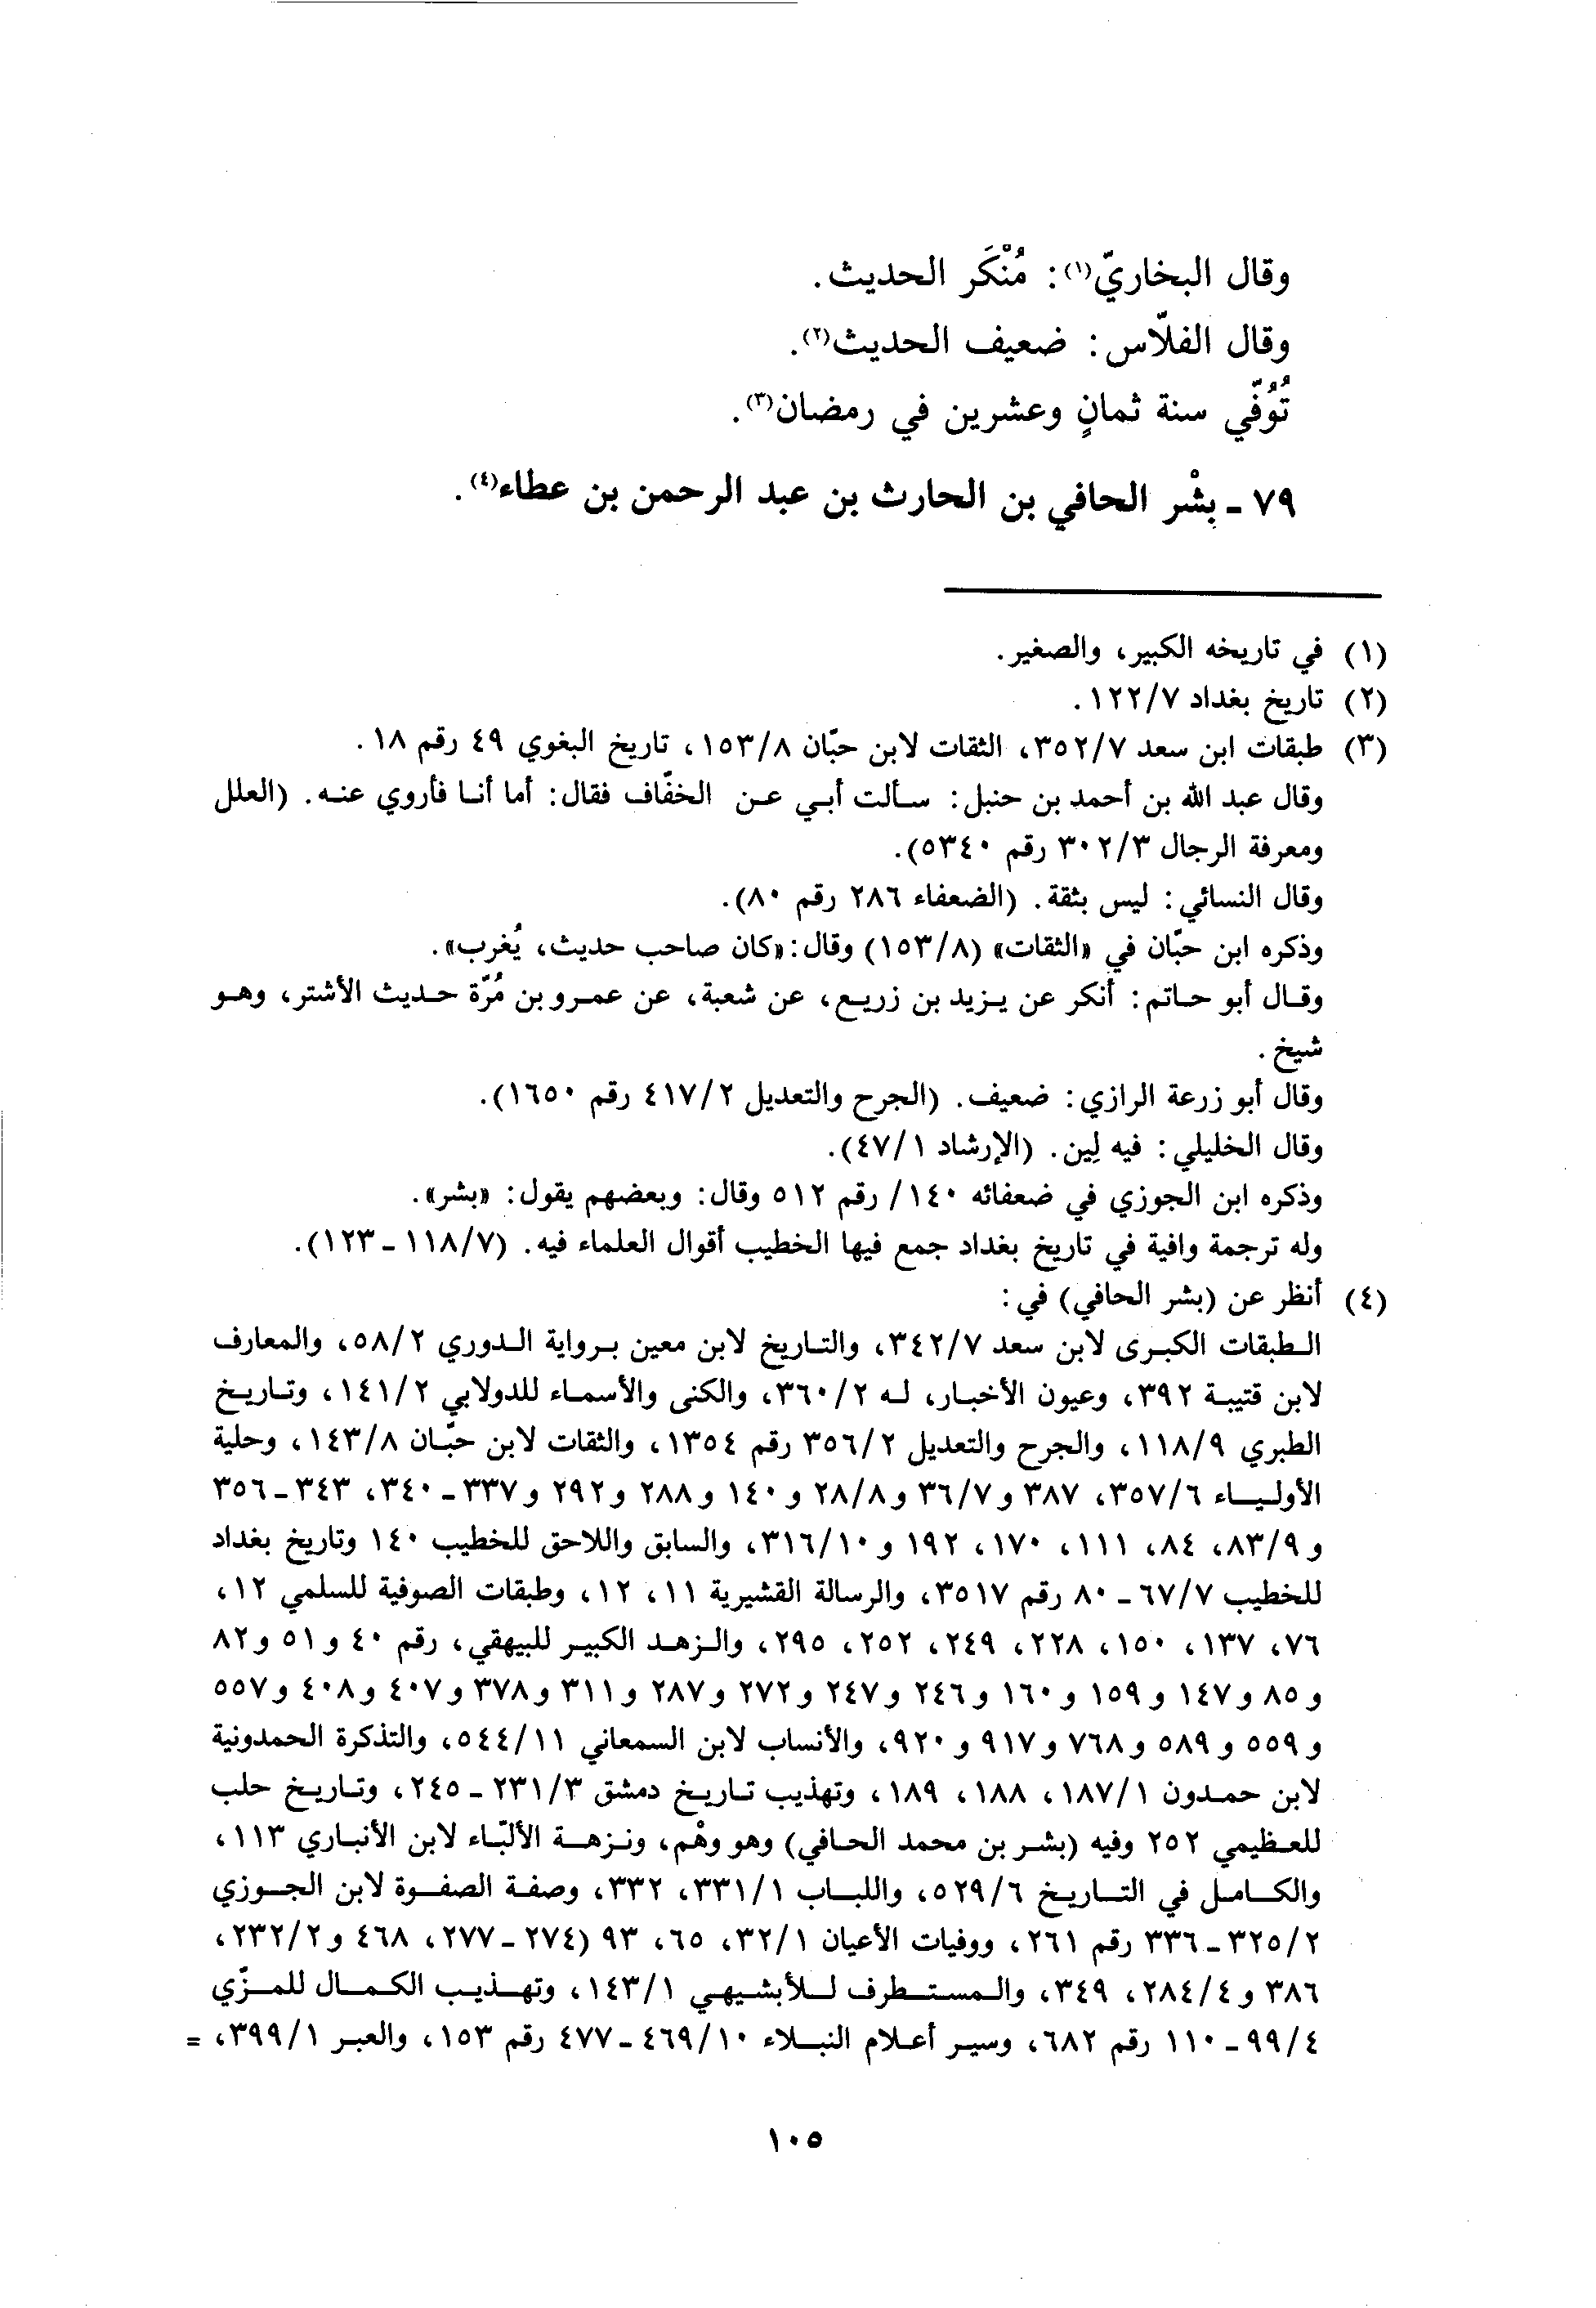 وقال البخاريّ(١): مُنْكَر الحديث.
وقال الفلّاس: ضعيف الحديث(٢).
تُوُفّي سنة ثمانٍ وعشرين في رمضان(٣).
٧٩ - بِشْر الحافي بن الحارث بن عبد الرحمن بن عطاء(٤).
(١) في تاريخه الكبير، والصغير.
(٢) تاريخ بغداد ١٢٢/٧.
(٣) طبقات ابن سعد ٣٥٢/٧، الثقات لابن حبّان ١٥٣/٨، تاريخ البغوي ٤٩ رقم ١٨.
وقال عبد الله بن أحمد بن حنبل: سألت أبي عن الخفّاف فقال: أما أنا فأروي عنه. (العلل
ومعرفة الرجال ٣٠٢/٣ رقم ٥٣٤٠).
وقال النسائي: ليس بثقة. (الضعفاء ٢٨٦ رقم ٨٠).
وذكره ابن حبّان في «الثقات» (١٥٣/٨) وقال: «كان صاحب حديث، يُغرب».
وقال أبو حاتم: أنكر عن يزيد بن زريع، عن شعبة، عن عمرو بن مُرّة حديث الأشتر، وهو
شيخ.
وقال أبو زرعة الرازي: ضعيف. (الجرح والتعديل ٤١٧/٢ رقم ١٦٥٠).
وقال الخليلي: فيه لِين. (الإرشاد ٤٧/١).
وذكره ابن الجوزي في ضعفائه ١٤٠/ رقم ٥١٢ وقال: وبعضهم يقول: «بشر».
وله ترجمة وافية في تاريخ بغداد جمع فيها الخطيب أقوال العلماء فيه. (١١٨/٧ - ١٢٣).
(٤) أنظر عن (بشر الحافي) في:
الطبقات الكبرى لابن سعد ٣٤٢/٧، والتاريخ لابن معين برواية الدوري ٥٨/٢، والمعارف
لابن قتيبة ٣٩٢، وعيون الأخبار، له ٣٦٠/٢، والكنى والأسماء للدولابي ١٤١/٢، وتاريخ
الطبري ١١٨/٩، والجرح والتعديل ٣٥٦/٢ رقم ١٣٥٤، والثقات لابن حبّان ١٤٣/٨، وحلية
الأولياء ٣٥٧/٦، ٣٨٧ و٣٦/٧ و٢٨/٨ و١٤٠ و٢٨٨ و٢٩٢ و٣٣٧ - ٣٤٠، ٣٤٣ - ٣٥٦
و٨٣/٩، ٨٤، ١١١، ١٧٠، ١٩٢ و٣١٦/١٠، والسابق واللاحق للخطيب ١٤٠ وتاريخ بغداد
للخطيب ٦٧/٧ - ٨٠ رقم ٣٥١٧، والرسالة القشيرية ١١، ١٢، وطبقات الصوفية للسلمي ١٢،
٧٦، ١٣٧، ١٥٠، ٢٢٨، ٢٤٩، ٢٥٢، ٢٩٥، والزهد الكبير للبيهقي، رقم ٤٠ و٥١ و٨٢
و٨٥ و١٤٧ و١٥٩ و١٦٠ و٢٤٦ و٢٤٧ و٢٧٢ و٢٨٧ و٣١١ و٣٧٨ و٤٠٧ و٤٠٨ و٥٥٧
و٥٥٩ و٥٨٩ و٧٦٨ و٩١٧ و٩٢٠، والأنساب لابن السمعاني ٥٤٤/١١، والتذكرة الحمدونية
لابن حمدون ١٨٧/١، ١٨٨، ١٨٩، وتهذيب تاريخ دمشق ٢٣١/٣ - ٢٤٥، وتاريخ حلب
للعظيمي ٢٥٢ وفيه (بشر بن محمد الحافي) وهو وهْم، ونزهة الألبّاء لابن الأنباري ١١٣،
والكامل في التاريخ ٥٢٩/٦، واللباب ٣٣١/١، ٣٣٢، وصفة الصفوة لابن الجوزي
٣٢٥/٢ - ٣٣٦ رقم ٢٦١، ووفيات الأعيان ٣٢/١، ٦٥، ٩٣ (٢٧٤ - ٢٧٧، ٤٦٨ و٢٣٢/٢،
٣٨٦ و٢٨٤/٤، ٣٤٩، والمستطرف للأبشيهي ١٤٣/١، وتهذيب الكمال للمزّي
٩٩/٤ - ١١٠ رقم ٦٨٢، وسير أعلام النبلاء ٤٦٩/١٠ - ٤٧٧ رقم ١٥٣، والعبر ٣٩٩/١، =
١٠٥